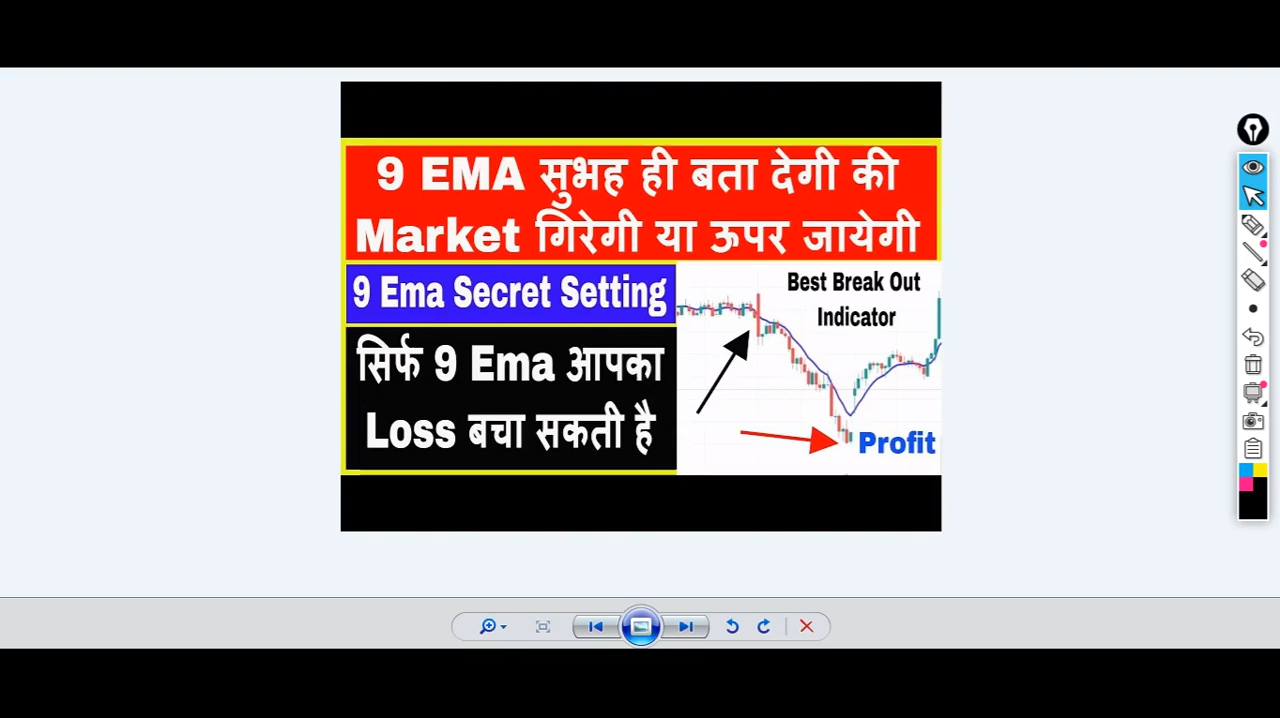 9 EMA सुभह ही बता देगी की
Market गिरेगी या ऊपर जायेगी
9 Ema Secret Setting
सिर्फ 9 Ema आपका
Loss बचा सकती है
Best Break Out
Indicator
Profit